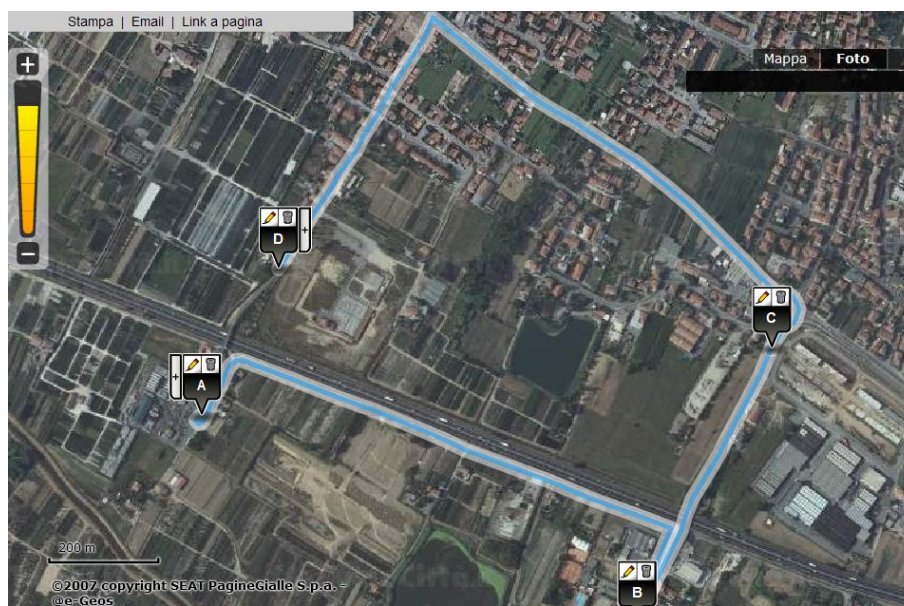 Stampa | Email | Link a pagina
+
Mappa Foto
D
+
−
C
+
A
200 m
B
©2007 copyright SEAT PagineGialle S.p.a. -
@e-Geos